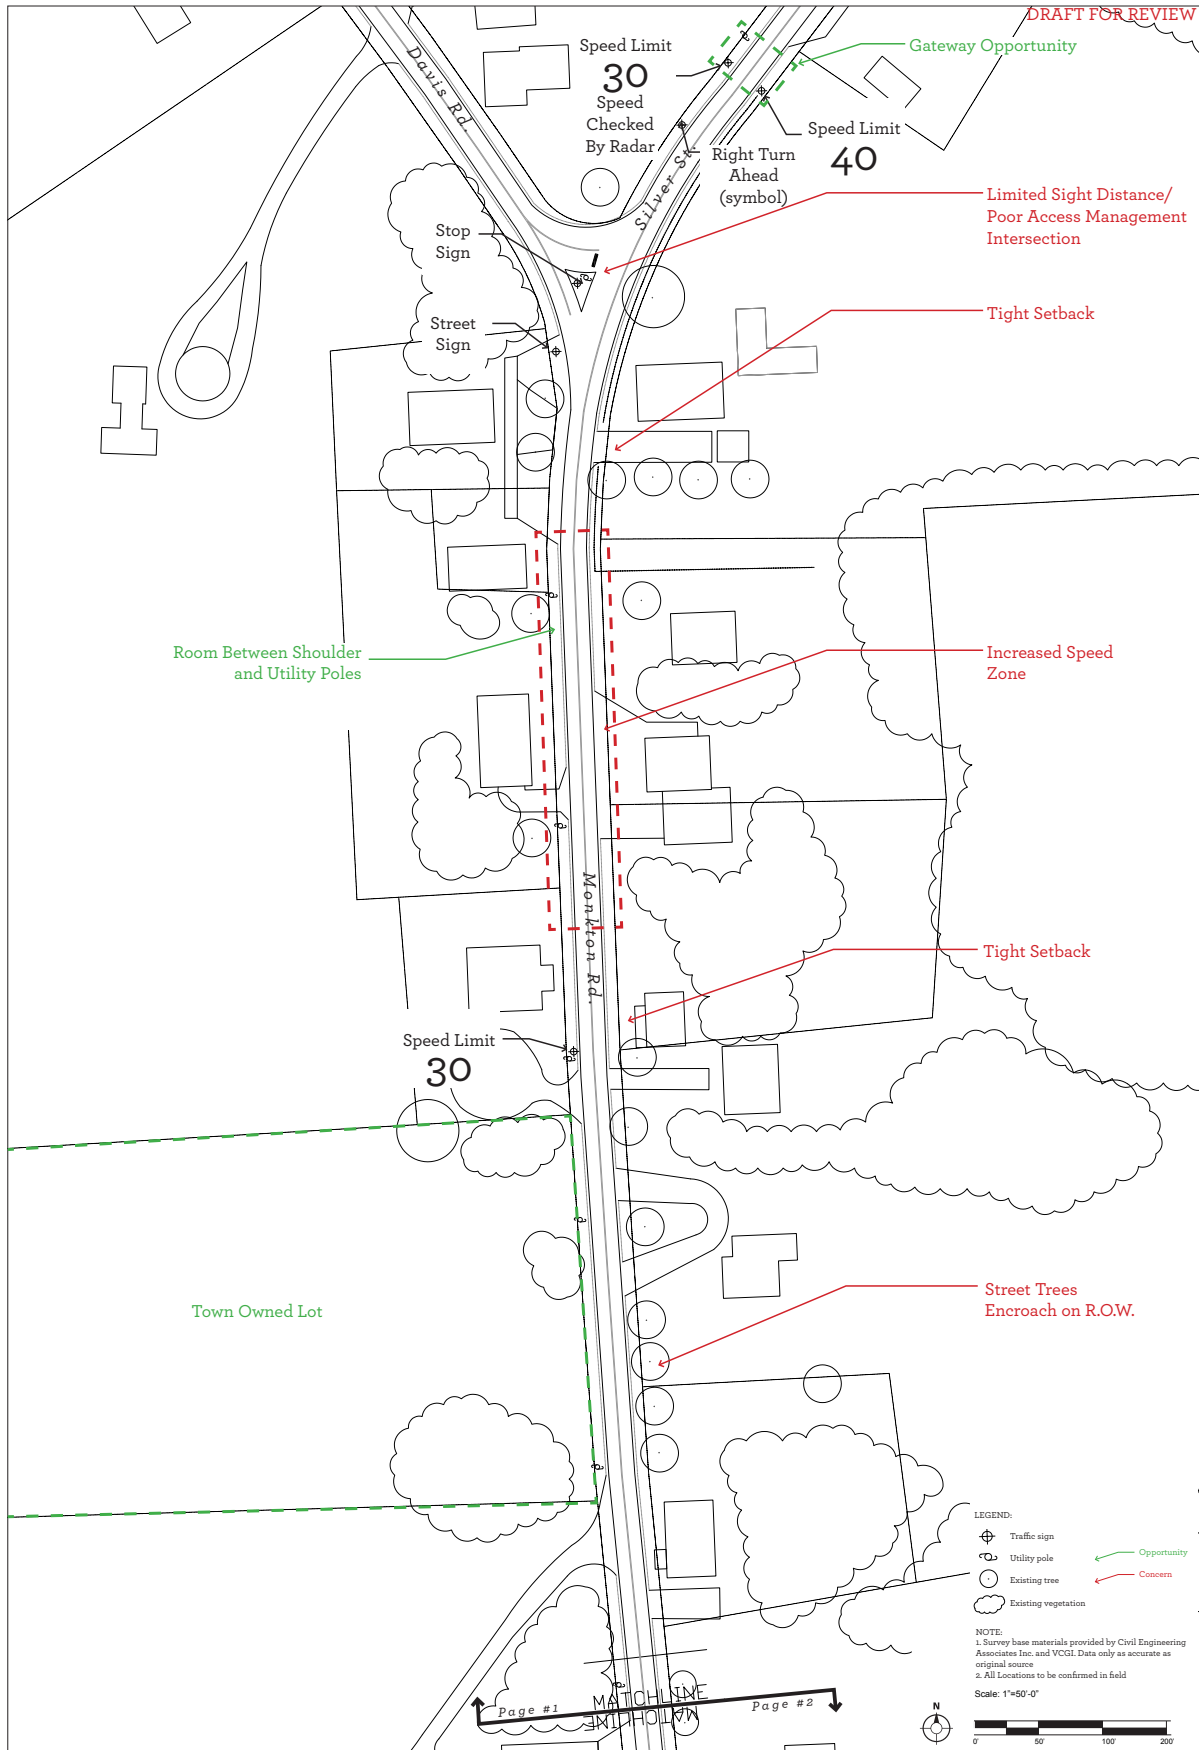 DRAFT FOR REVIEW
Speed Limit
30
Speed
Checked
By Radar
Gateway Opportunity
Davis Rd.
Speed Limit
40
Right Turn
Ahead
(symbol)
Silver St.
Limited Sight Distance/
Poor Access Management
Intersection
Stop
Sign
Street
Sign
Tight Setback
Room Between Shoulder
and Utility Poles
Increased Speed
Zone
Monkton Rd.
Tight Setback
Speed Limit
30
Town Owned Lot
Street Trees
Encroach on R.O.W.
LEGEND:
Traffic sign
Utility pole
Existing tree
Existing vegetation
Opportunity
Concern
NOTE:
1. Survey base materials provided by Civil Engineering
Associates Inc. and VCGI. Data only as accurate as
original source
2. All Locations to be confirmed in field
Scale: 1"=50'-0"
N
0' 50' 100' 200'
Page #1
MATCHLINE
Page #2
MATCHLINE